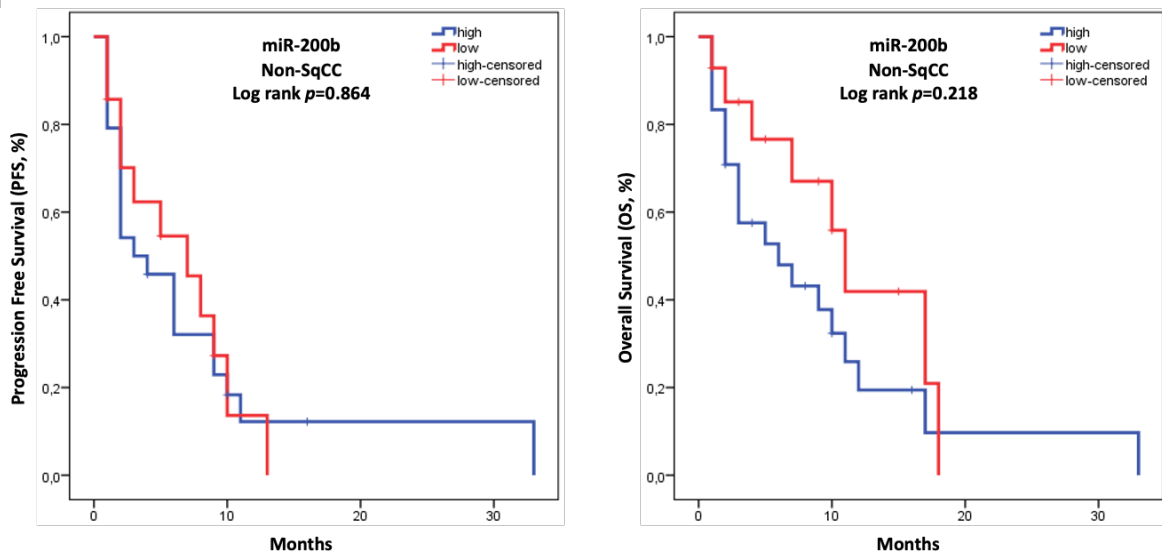 miR-200b
Non-SqCC
Log rank p=0.864
high
low
high-censored
low-censored
Progression Free Survival (PFS, %)
1,0
0,8
0,6
0,4
0,2
0,0
0
10
20
30
Months
miR-200b
Non-SqCC
Log rank p=0.218
high
low
high-censored
low-censored
Overall Survival (OS, %)
1,0
0,8
0,6
0,4
0,2
0,0
0
10
20
30
Months